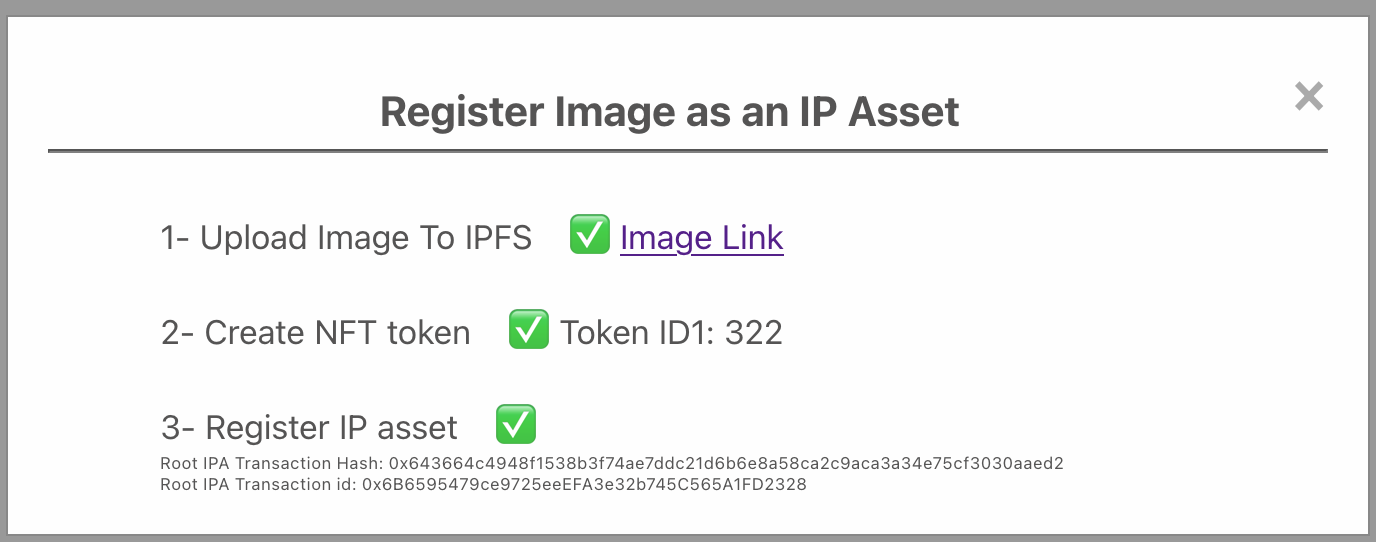 Register Image as an IP Asset
×
1- Upload Image To IPFS ✅ Image Link
2- Create NFT token ✅ Token ID1: 322
3- Register IP asset ✅
Root IPA Transaction Hash: 0x643664c4948f1538b3f74ae7ddc21d6b6e8a58ca2c9aca3a34e75cf3030aaed2
Root IPA Transaction id: 0x6B6595479ce9725eeEFA3e32b745C565A1FD2328